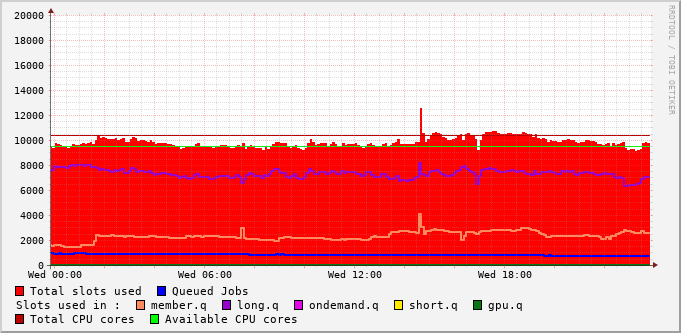 20000
18000
16000
14000
12000
10000
8000
6000
4000
2000
0
Wed 00:00 Wed 06:00 Wed 12:00 Wed 18:00
RRDTOOL / TOBI OETIKER
Total slots used Queued Jobs
Slots used in : member.q long.q ondemand.q short.q gpu.q
Total CPU cores Available CPU cores